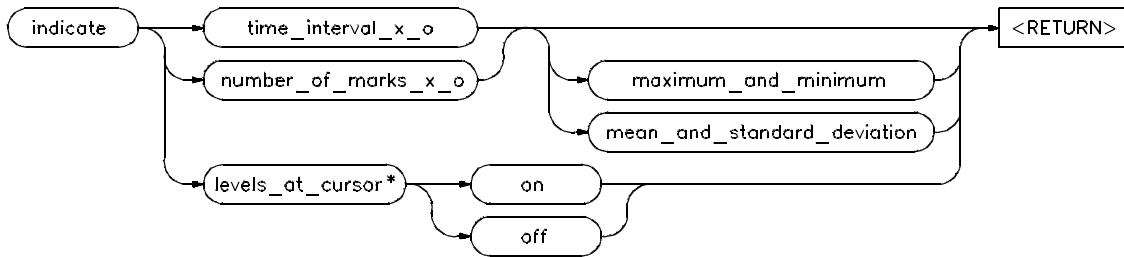 indicate
time_interval_x_o
<RETURN>
number_of_marks_x_o
maximum_and_minimum
mean_and_standard_deviation
levels_at_cursor*
on
off